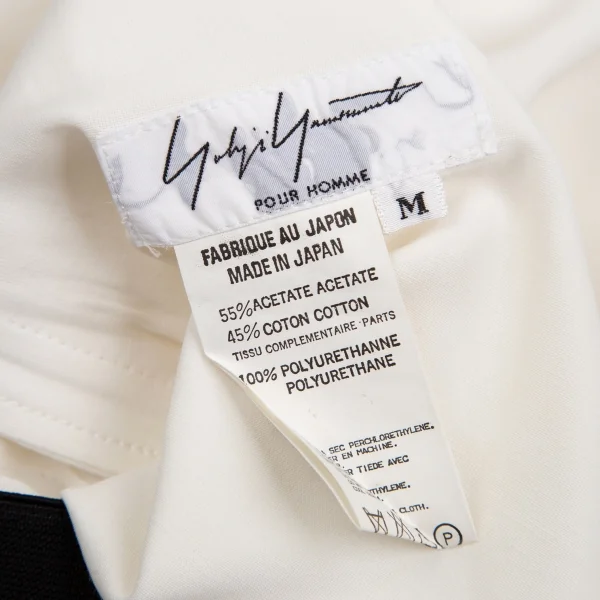 Yohji Yamamoto
POUR HOMME
M
FABRIQUE AU JAPON
MADE IN JAPAN
55% ACETATE ACETATE
45% COTON COTTON
TISSU COMPLEMENTAIRE·PARTS
100% POLYURETHANNE
POLYURETHANE
A SEC PERCHLORETHYLENE.
ER EN MACHINE.
TIEDE AVEC
ETHYLENE.
CLOTH.
P